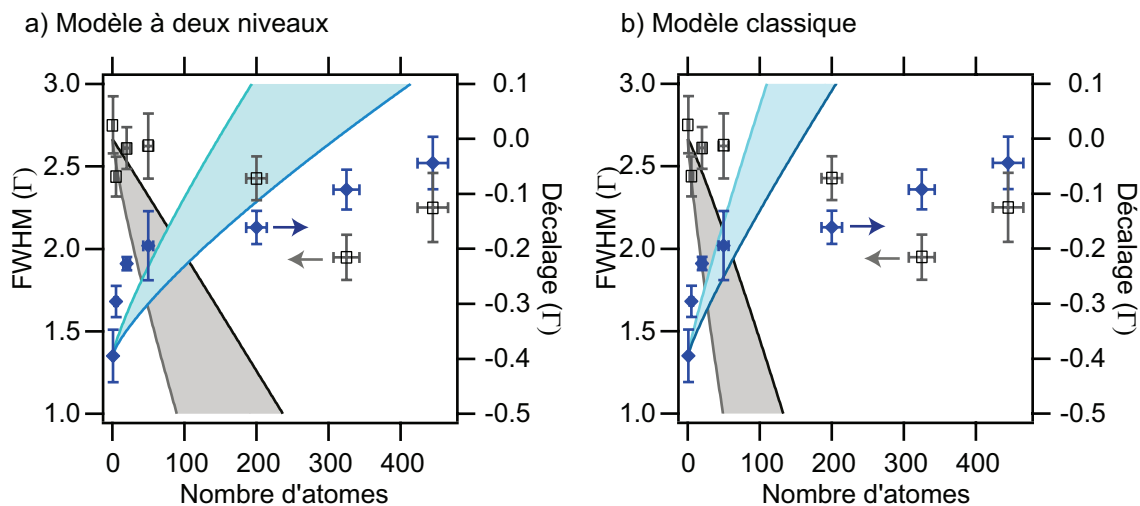 a) Modèle à deux niveaux
b) Modèle classique
3.0
2.5
2.0
1.5
1.0
FWHM (Γ)
0.1
0.0
-0.1
-0.2
-0.3
-0.4
-0.5
Décalage (Γ)
0 100 200 300 400
Nombre d'atomes
3.0
2.5
2.0
1.5
1.0
FWHM (Γ)
0.1
0.0
-0.1
-0.2
-0.3
-0.4
-0.5
Décalage (Γ)
0 100 200 300 400
Nombre d'atomes